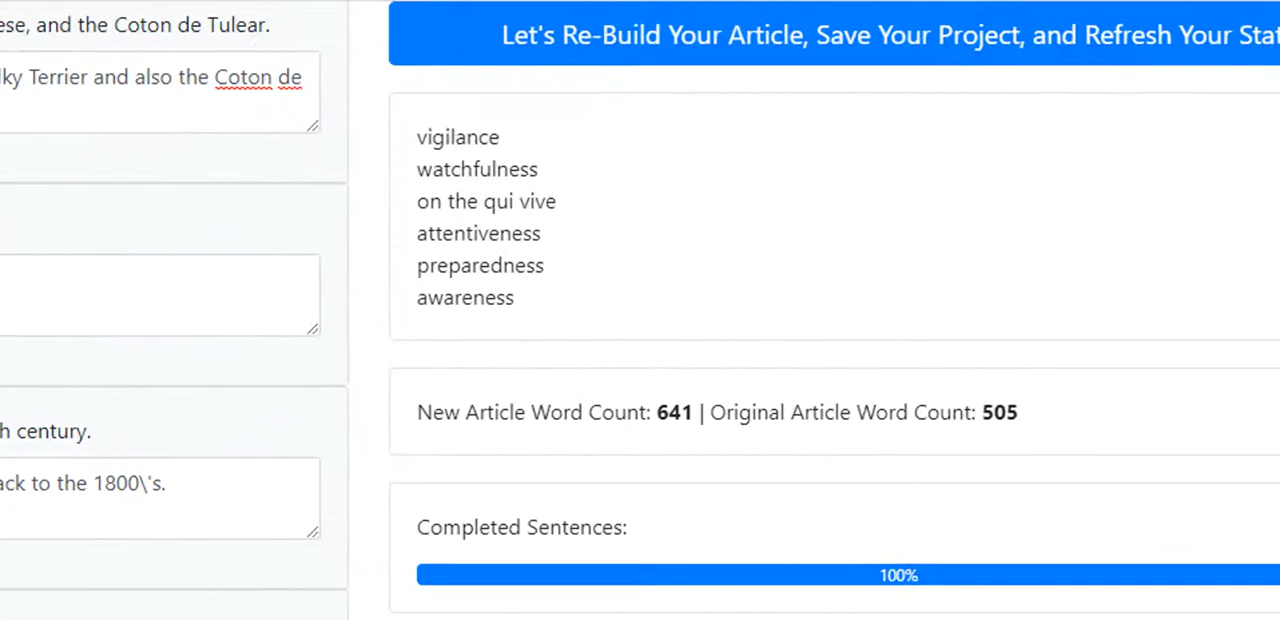 ese, and the Coton de Tulear.
lky Terrier and also the Coton de
h century.
ack to the 1800\'s.
Let's Re-Build Your Article, Save Your Project, and Refresh Your Stat
vigilance
watchfulness
on the qui vive
attentiveness
preparedness
awareness
New Article Word Count: 641 | Original Article Word Count: 505
Completed Sentences:
100%